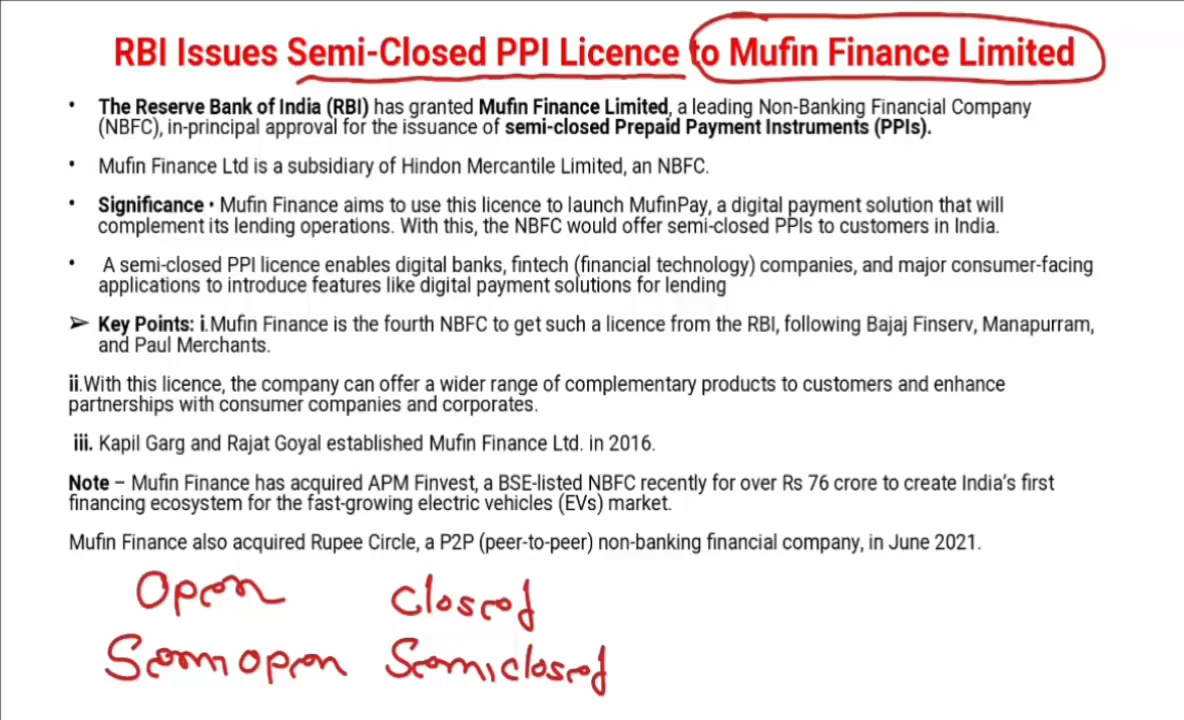 RBI Issues Semi-Closed PPI Licence to Mufin Finance Limited
• The Reserve Bank of India (RBI) has granted Mufin Finance Limited, a leading Non-Banking Financial Company
(NBFC), in-principal approval for the issuance of semi-closed Prepaid Payment Instruments (PPIs).
• Mufin Finance Ltd is a subsidiary of Hindon Mercantile Limited, an NBFC.
• Significance • Mufin Finance aims to use this licence to launch MufinPay, a digital payment solution that will
complement its lending operations. With this, the NBFC would offer semi-closed PPIs to customers in India.
• A semi-closed PPI licence enables digital banks, fintech (financial technology) companies, and major consumer-facing
applications to introduce features like digital payment solutions for lending
➢ Key Points: i.Mufin Finance is the fourth NBFC to get such a licence from the RBI, following Bajaj Finserv, Manapurram,
and Paul Merchants.
ii.With this licence, the company can offer a wider range of complementary products to customers and enhance
partnerships with consumer companies and corporates.
iii. Kapil Garg and Rajat Goyal established Mufin Finance Ltd. in 2016.
Note – Mufin Finance has acquired APM Finvest, a BSE-listed NBFC recently for over Rs 76 crore to create India's first
financing ecosystem for the fast-growing electric vehicles (EVs) market.
Mufin Finance also acquired Rupee Circle, a P2P (peer-to-peer) non-banking financial company, in June 2021.
Open Closed
Semi open Semi closed